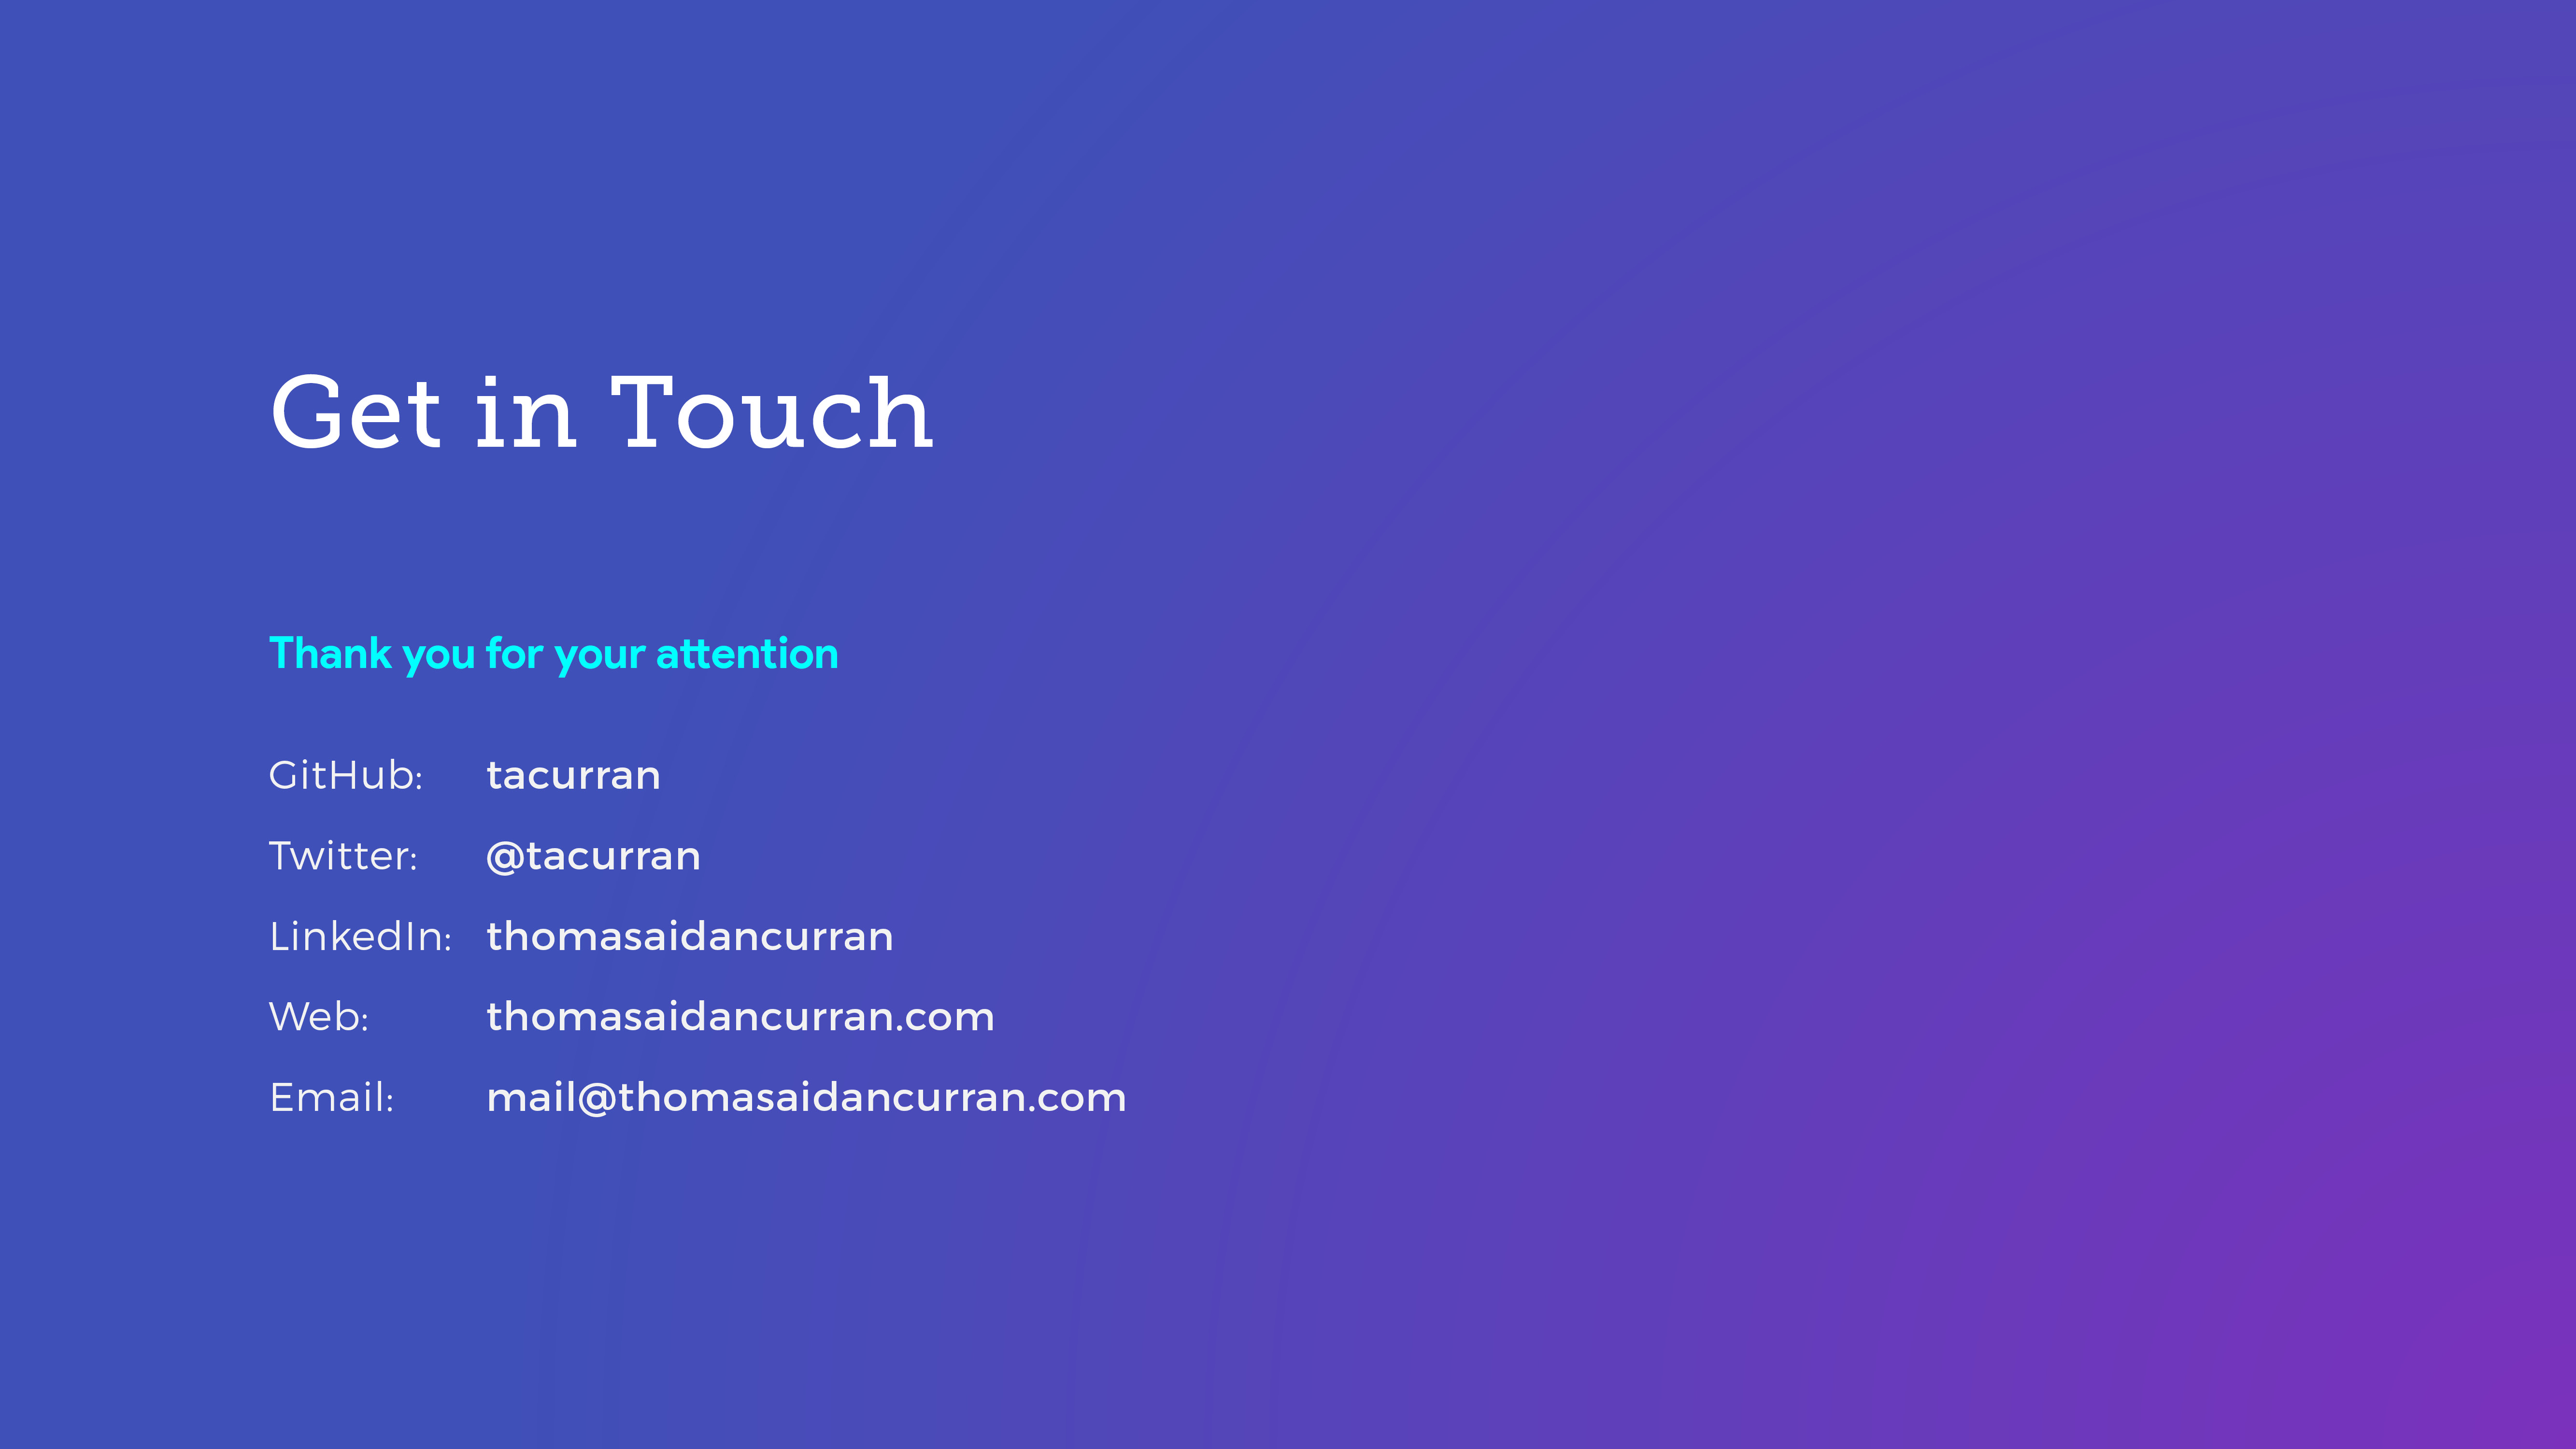 Get in Touch
Thank you for your attention
GitHub: tacurran
Twitter: @tacurran
LinkedIn: thomasaidancurran
Web: thomasaidancurran.com
Email: mail@thomasaidancurran.com